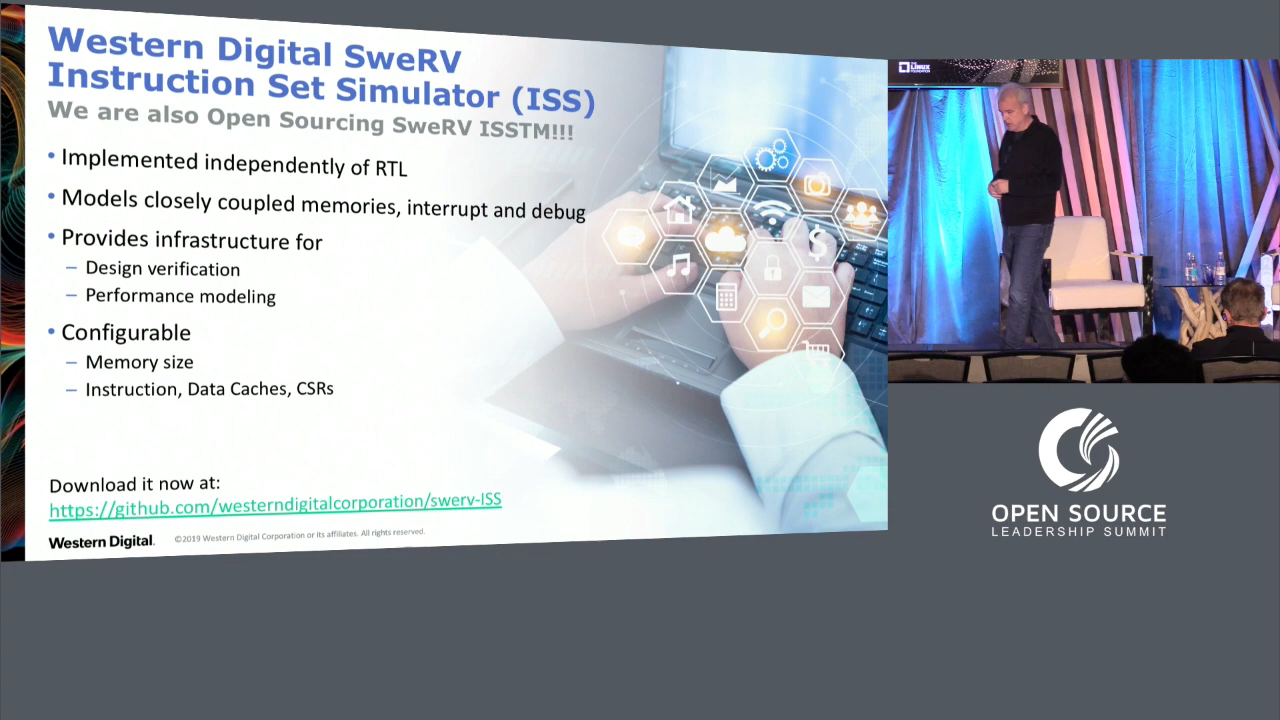 Western Digital SweRV
Instruction Set Simulator (ISS)
We are also Open Sourcing SweRV ISSTM!!!
• Implemented independently of RTL
• Models closely coupled memories, interrupt and debug
• Provides infrastructure for
– Design verification
– Performance modeling
• Configurable
– Memory size
– Instruction, Data Caches, CSRs
Download it now at:
https://github.com/westerndigitalcorporation/swerv-ISS
Western Digital.
©2019 Western Digital Corporation or its affiliates. All rights reserved.
LINUX
FOUNDATION
OPEN SOURCE
LEADERSHIP SUMMIT